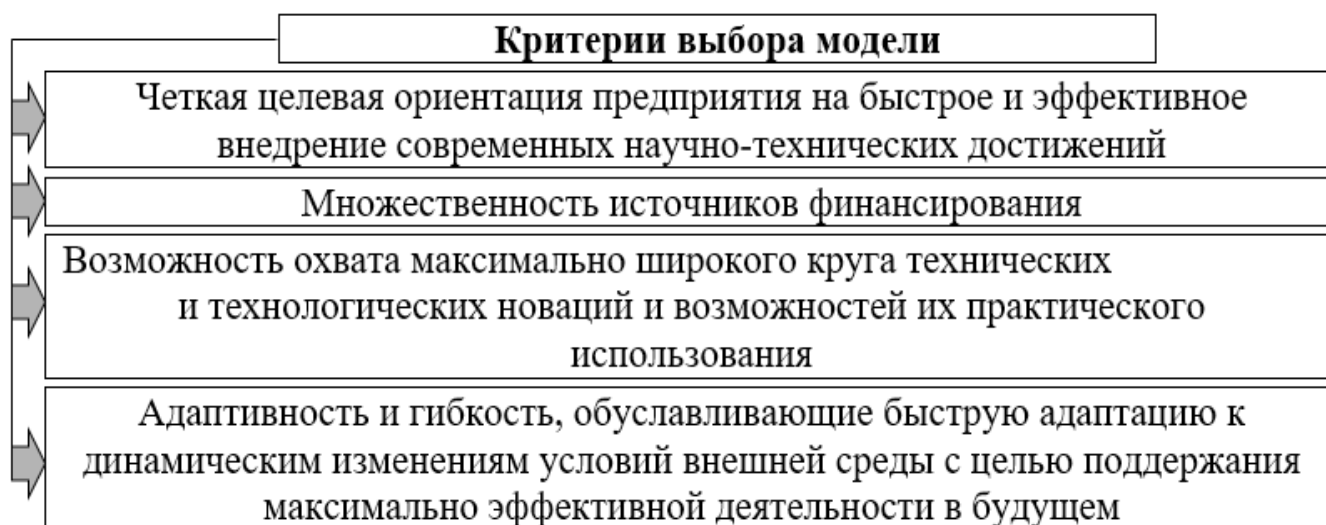 Критерии выбора модели
Четкая целевая ориентация предприятия на быстрое и эффективное
внедрение современных научно-технических достижений
Множественность источников финансирования
Возможность охвата максимально широкого круга технических
и технологических новаций и возможностей их практического
использования
Адаптивность и гибкость, обуславливающие быструю адаптацию к
динамическим изменениям условий внешней среды с целью поддержания
максимально эффективной деятельности в будущем